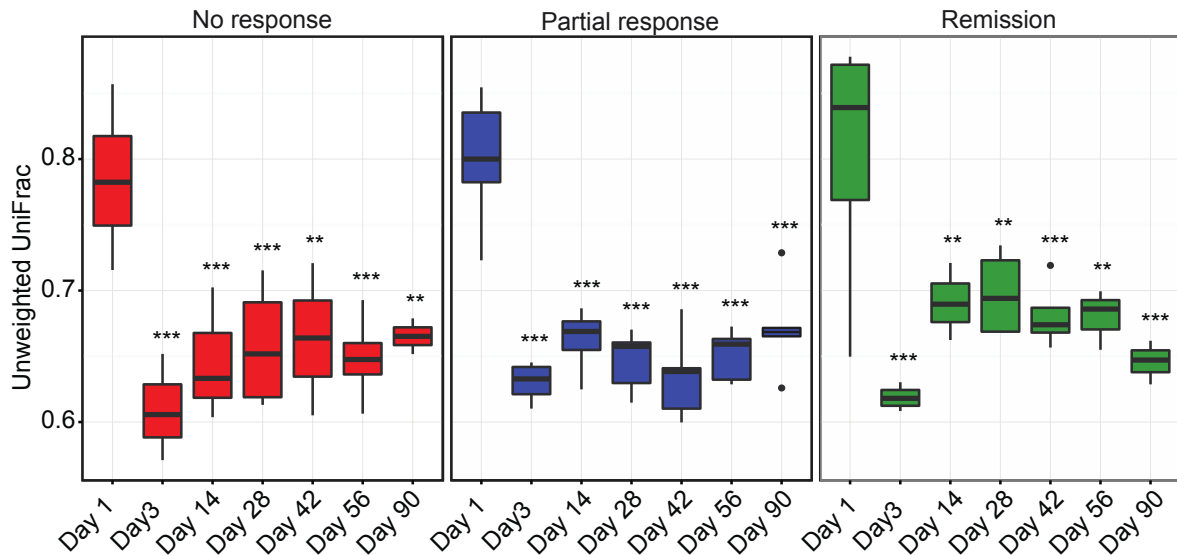 No response Partial response Remission
Unweighted UniFrac
0.8
0.7
0.6
*** *** *** ** *** **
*** *** *** *** *** ***
*** ** ** *** ** ***
Day 1 Day3 Day 14 Day 28 Day 42 Day 56 Day 90
Day 1 Day3 Day 14 Day 28 Day 42 Day 56 Day 90
Day 1 Day3 Day 14 Day 28 Day 42 Day 56 Day 90